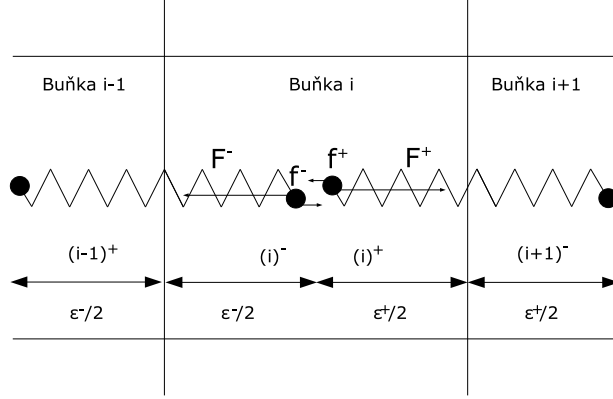 Buňka i-1 Buňka i Buňka i+1
F⁻ f⁻ f⁺ F⁺
(i-1)⁺ (i)⁻ (i)⁺ (i+1)⁻
ε⁻/2 ε⁻/2 ε⁺/2 ε⁺/2